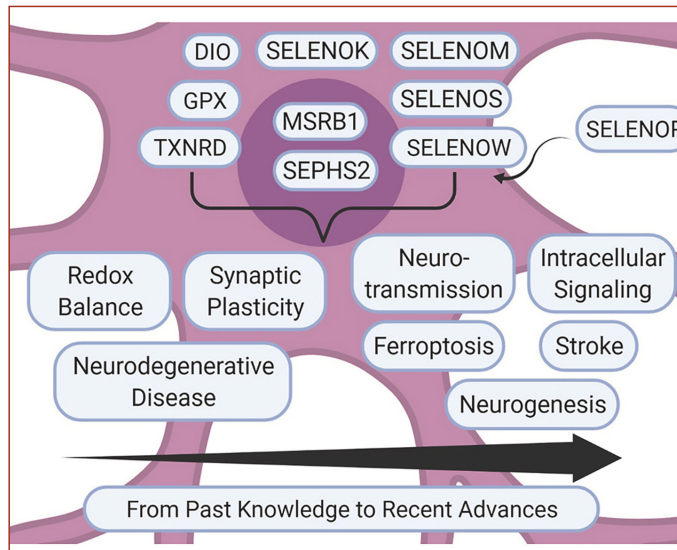 DIO
SELENOK
SELENOM
GPX
MSRB1
SELENOS
TXNRD
SEPHS2
SELENOW
SELENOP
Redox
Balance
Synaptic
Plasticity
Neuro-
transmission
Intracellular
Signaling
Ferroptosis
Stroke
Neurodegenerative
Disease
Neurogenesis
From Past Knowledge to Recent Advances